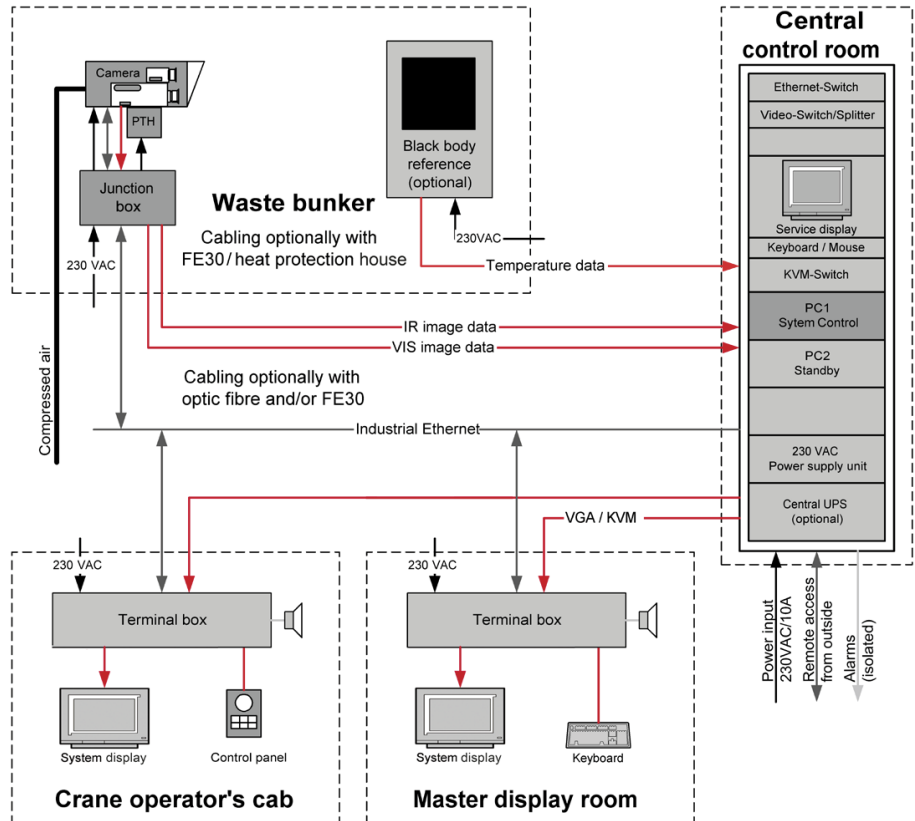 Central
control room
Camera
PTH
Junction
box
230 VAC
Waste bunker
Cabling optionally with
FE30/heat protection house
Black body
reference
(optional)
230VAC
Temperature data
Ethernet-Switch
Video-Switch/Splitter
Service display
Keyboard / Mouse
KVM-Switch
PC1
Sytem Control
PC2
Standby
230 VAC
Power supply unit
Central UPS
(optional)
IR image data
VIS image data
Cabling optionally with
optic fibre and/or FE30
Compressed air
Industrial Ethernet
VGA / KVM
Power input
230VAC/10A
Remote access
from outside
Alarms
(isolated)
230 VAC
Terminal box
System display
Control panel
Crane operator's cab
230 VAC
Terminal box
System display
Keyboard
Master display room